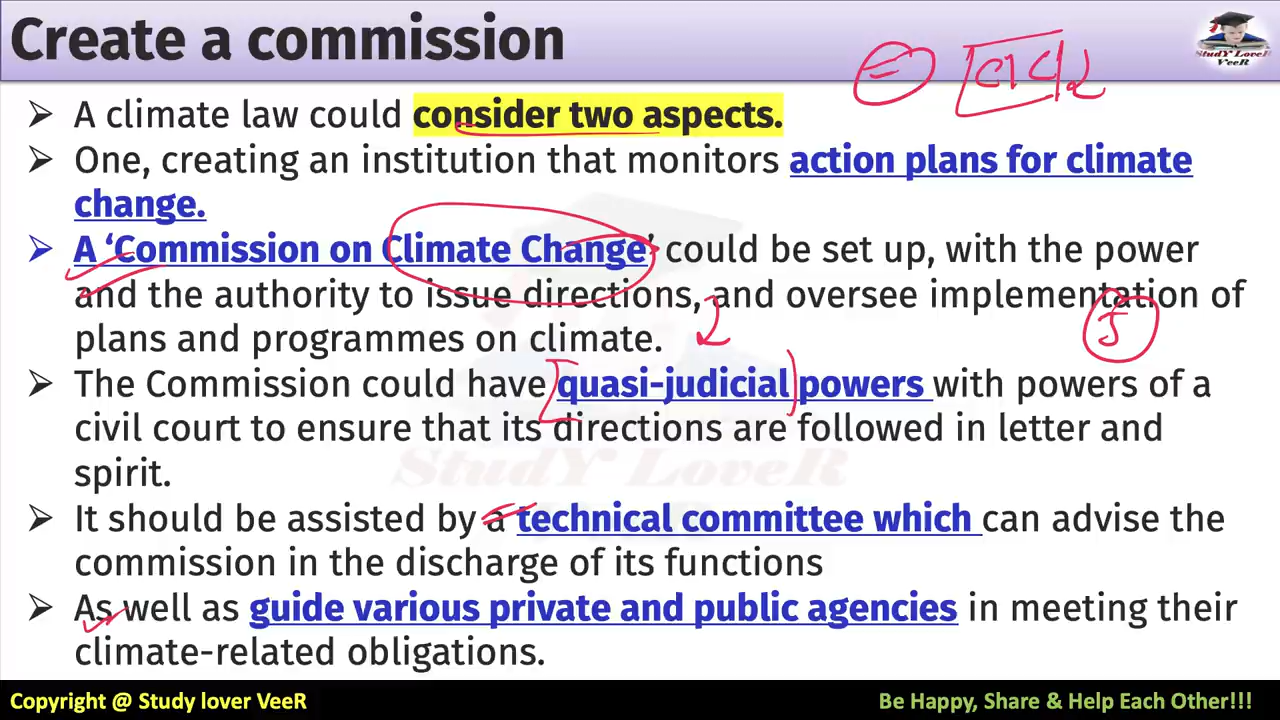 Create a commission
StudY LoveR
VeeR
➤ A climate law could consider two aspects.
➤ One, creating an institution that monitors action plans for climate
change.
➤ A ‘Commission on Climate Change’ could be set up, with the power
and the authority to issue directions, and oversee implementation of
plans and programmes on climate.
➤ The Commission could have quasi-judicial powers with powers of a
civil court to ensure that its directions are followed in letter and
spirit.
➤ It should be assisted by a technical committee which can advise the
commission in the discharge of its functions
➤ As well as guide various private and public agencies in meeting their
climate-related obligations.
StudY LoveR
Copyright @ Study lover VeeR
Be Happy, Share & Help Each Other!!!